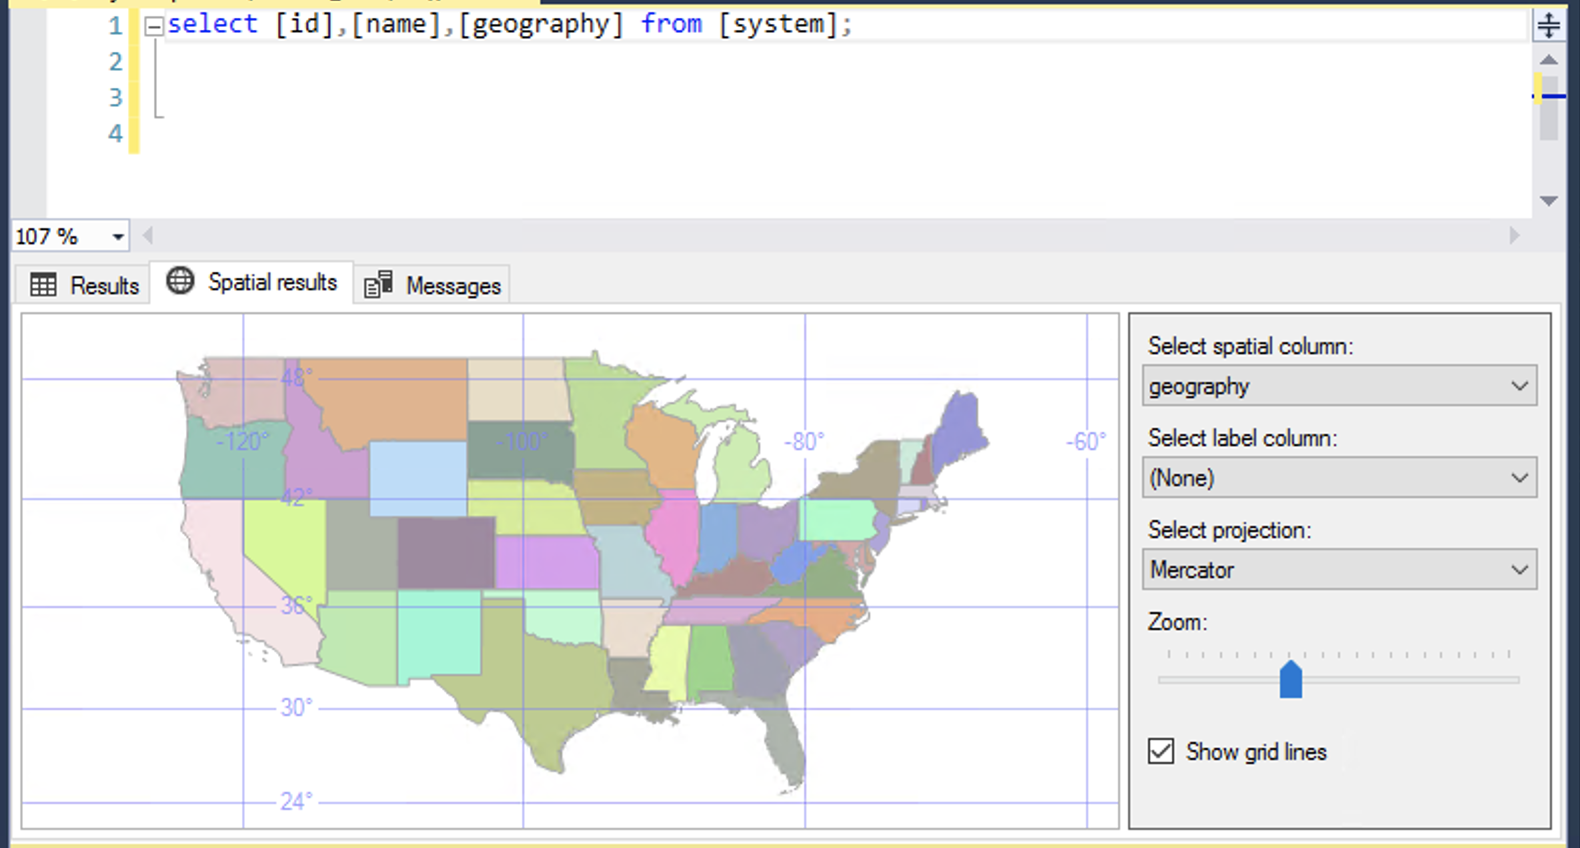 1 select [id],[name],[geography] from [system];
2
3
4
107 %
Results Spatial results Messages
Select spatial column:
geography
Select label column:
(None)
Select projection:
Mercator
Zoom:
Show grid lines
48°
-120° -100° -80° -60°
42°
36°
30°
24°